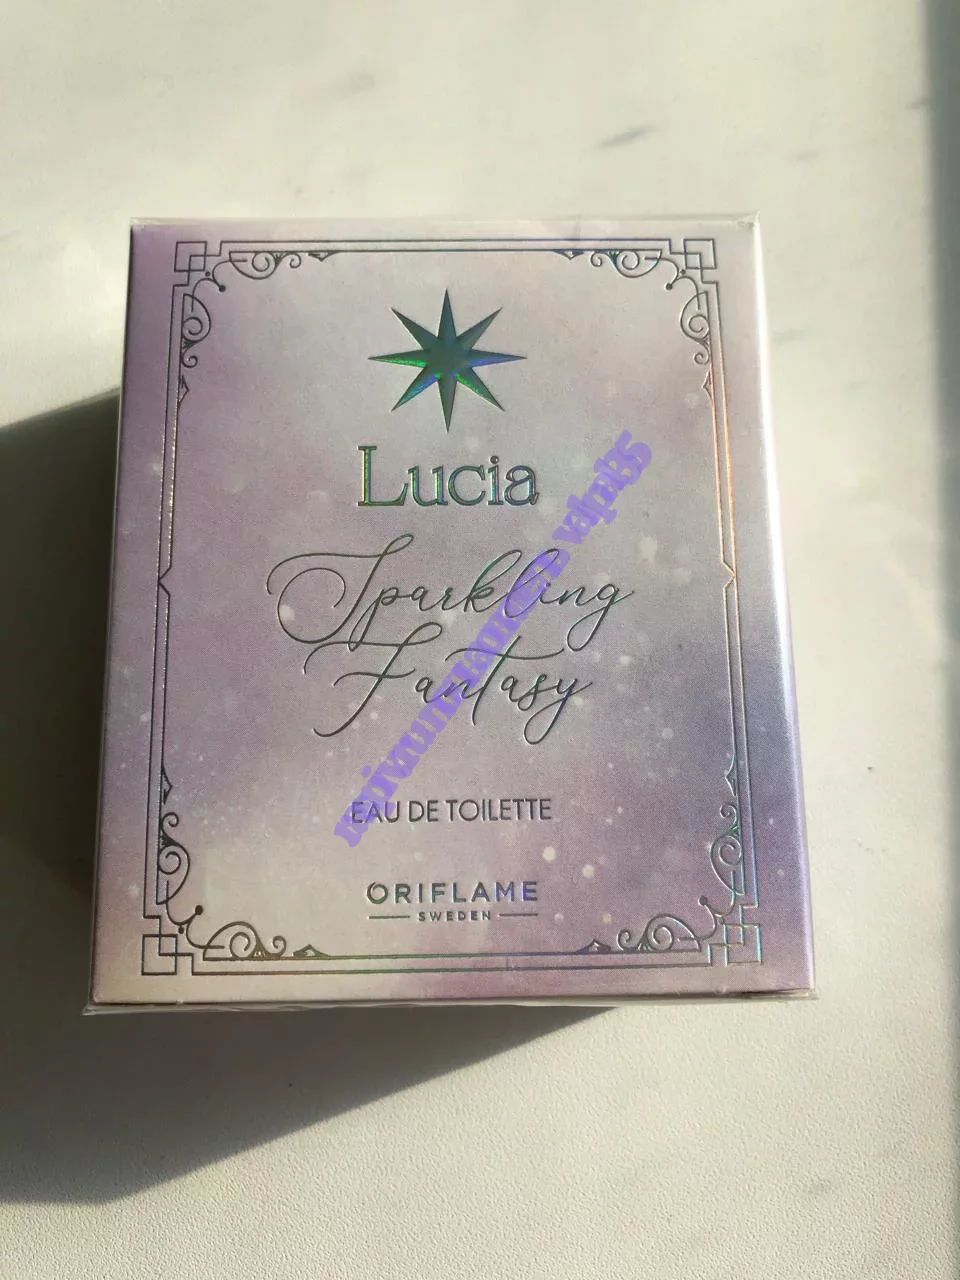 Lucia
Sparkling
Fantasy
EAU DE TOILETTE
ORIFLAME
SWEDEN